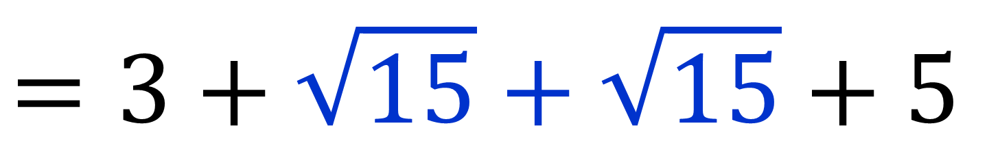 = 3 + √15 + √15 + 5